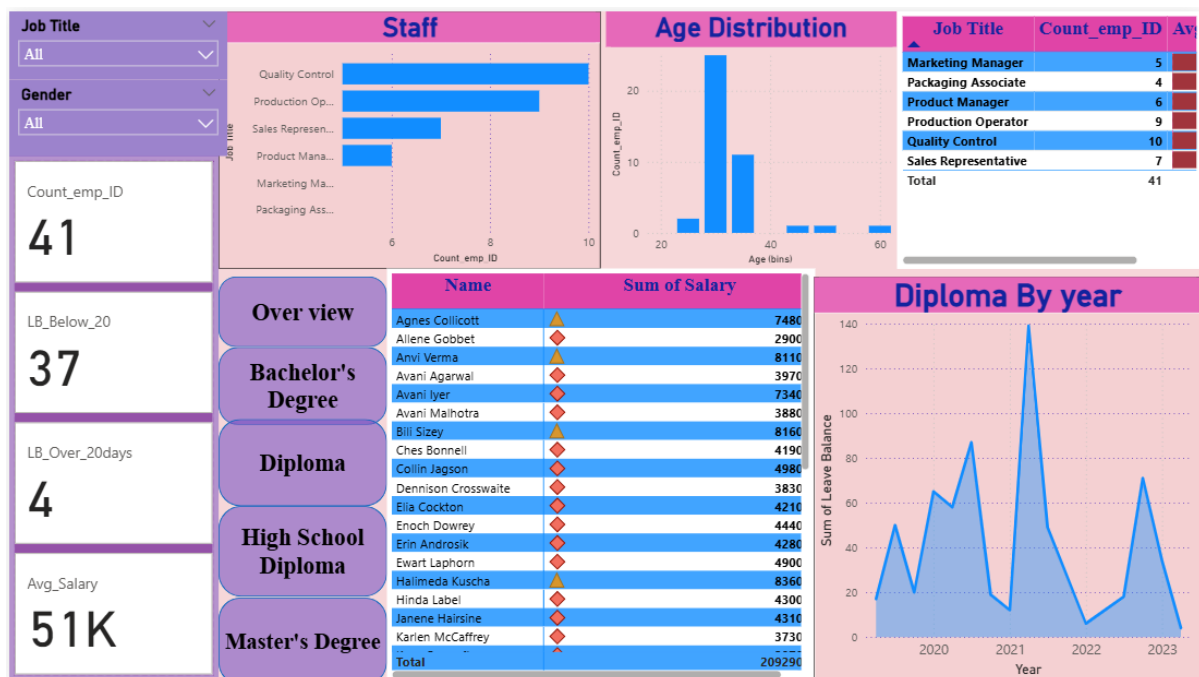 Job Title
All
Gender
All
Count_emp_ID
41
LB_Below_20
37
LB_Over_20days
4
Avg_Salary
51K
Staff
Job Title
Quality Control
Production Op...
Sales Represen...
Product Mana...
Marketing Ma...
Packaging Ass...
6 8 10
Count_emp_ID
Age Distribution
Count_emp_ID
20
10
0
20 40 60
Age (bins)
Job Title Count_emp_ID Av
Marketing Manager 5
Packaging Associate 4
Product Manager 6
Production Operator 9
Quality Control 10
Sales Representative 7
Total 41
Over view
Bachelor's
Degree
Diploma
High School
Diploma
Master's Degree
Name Sum of Salary
Agnes Collicott 7480
Allene Gobbet 2900
Anvi Verma 8110
Avani Agarwal 3970
Avani Iyer 7340
Avani Malhotra 3880
Bili Sizey 8160
Ches Bonnell 4190
Collin Jagson 4980
Dennison Crosswaite 3830
Elia Cockton 4210
Enoch Dowrey 4440
Erin Androsik 4280
Ewart Laphorn 4900
Halimeda Kuscha 8360
Hinda Label 4300
Janene Hairsine 4310
Karlen McCaffrey 3730
Total 209290
Diploma By year
Sum of Leave Balance
140
120
100
80
60
40
20
0
2020 2021 2022 2023
Year